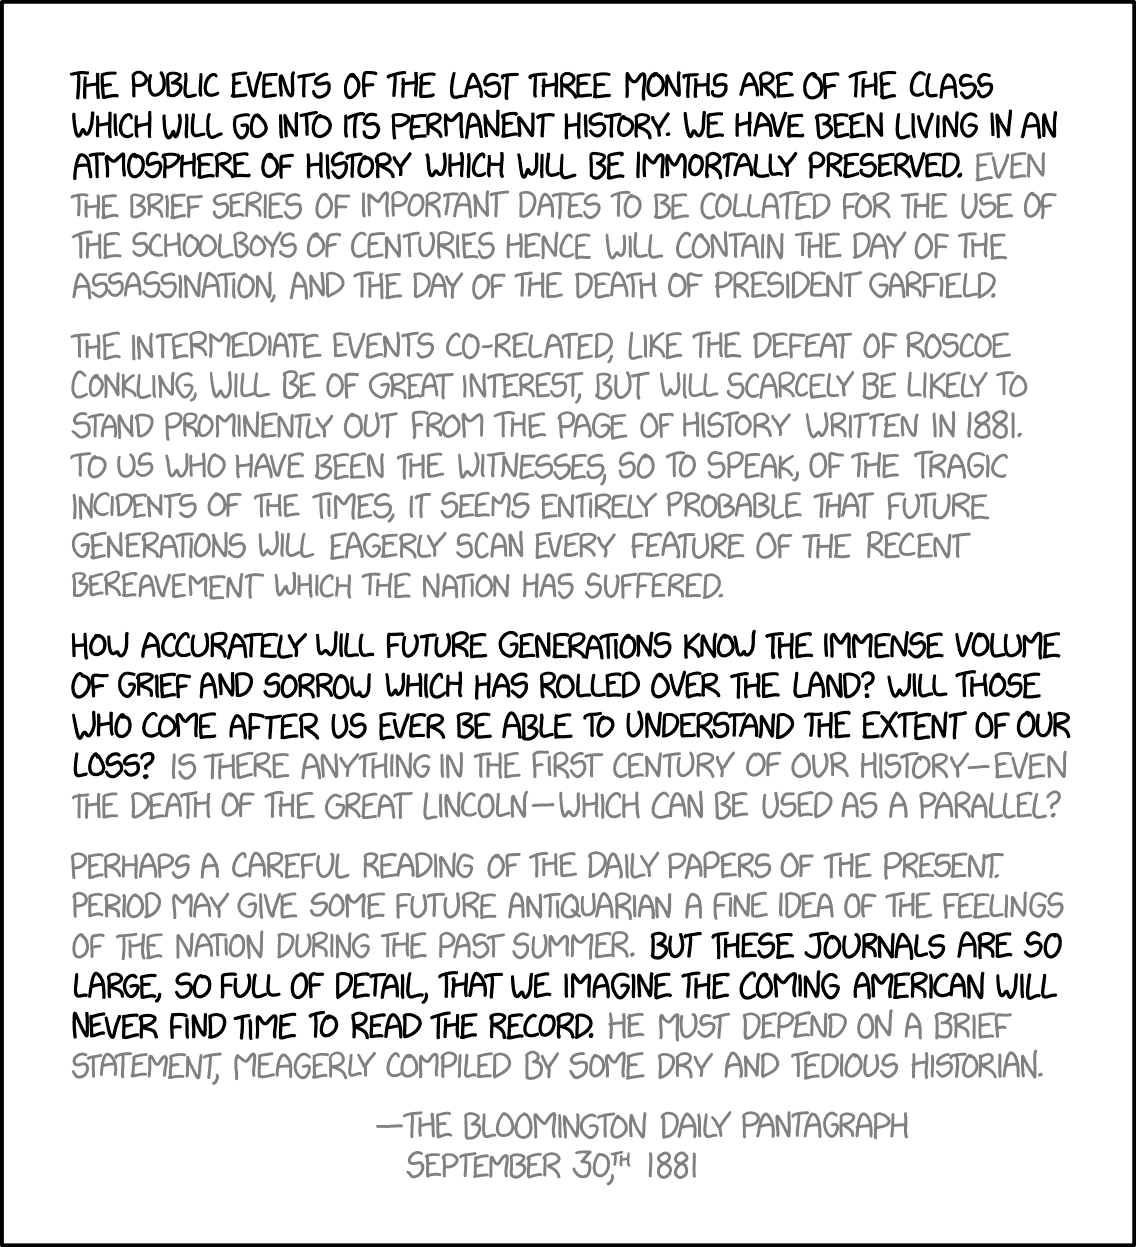 THE PUBLIC EVENTS OF THE LAST THREE MONTHS ARE OF THE CLASS
WHICH WILL GO INTO ITS PERMANENT HISTORY. WE HAVE BEEN LIVING IN AN
ATMOSPHERE OF HISTORY WHICH WILL BE IMMORTALLY PRESERVED. EVEN
THE BRIEF SERIES OF IMPORTANT DATES TO BE COLLATED FOR THE USE OF
THE SCHOOLBOYS OF CENTURIES HENCE WILL CONTAIN THE DAY OF THE
ASSASSINATION, AND THE DAY OF THE DEATH OF PRESIDENT GARFIELD.
THE INTERMEDIATE EVENTS CO-RELATED, LIKE THE DEFEAT OF ROSCOE
CONKLING, WILL BE OF GREAT INTEREST, BUT WILL SCARCELY BE LIKELY TO
STAND PROMINENTLY OUT FROM THE PAGE OF HISTORY WRITTEN IN 1881.
TO US WHO HAVE BEEN THE WITNESSES, SO TO SPEAK, OF THE TRAGIC
INCIDENTS OF THE TIMES, IT SEEMS ENTIRELY PROBABLE THAT FUTURE
GENERATIONS WILL EAGERLY SCAN EVERY FEATURE OF THE RECENT
BEREAVEMENT WHICH THE NATION HAS SUFFERED.
HOW ACCURATELY WILL FUTURE GENERATIONS KNOW THE IMMENSE VOLUME
OF GRIEF AND SORROW WHICH HAS ROLLED OVER THE LAND? WILL THOSE
WHO COME AFTER US EVER BE ABLE TO UNDERSTAND THE EXTENT OF OUR
LOSS? IS THERE ANYTHING IN THE FIRST CENTURY OF OUR HISTORY—EVEN
THE DEATH OF THE GREAT LINCOLN—WHICH CAN BE USED AS A PARALLEL?
PERHAPS A CAREFUL READING OF THE DAILY PAPERS OF THE PRESENT.
PERIOD MAY GIVE SOME FUTURE ANTIQUARIAN A FINE IDEA OF THE FEELINGS
OF THE NATION DURING THE PAST SUMMER. BUT THESE JOURNALS ARE SO
LARGE, SO FULL OF DETAIL, THAT WE IMAGINE THE COMING AMERICAN WILL
NEVER FIND TIME TO READ THE RECORD. HE MUST DEPEND ON A BRIEF
STATEMENT, MEAGERLY COMPILED BY SOME DRY AND TEDIOUS HISTORIAN.
—THE BLOOMINGTON DAILY PANTAGRAPH
SEPTEMBER 30,TH 1881